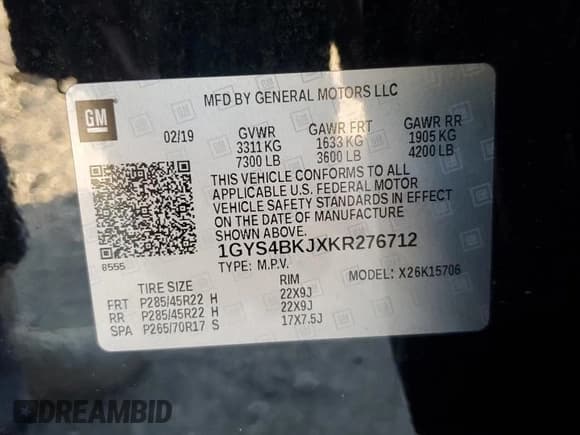 GM
MFD BY GENERAL MOTORS LLC
02/19 GVWR GAWR FRT GAWR RR
3311 KG 1633 KG 1905 KG
7300 LB 3600 LB 4200 LB
THIS VEHICLE CONFORMS TO ALL
APPLICABLE U.S. FEDERAL MOTOR
VEHICLE SAFETY STANDARDS IN EFFECT
ON THE DATE OF MANUFACTURE
SHOWN ABOVE.
8555
1GYS4BKJXKR276712
TYPE: M.P.V. MODEL: X26K15706
TIRE SIZE RIM
FRT P285/45R22 H 22X9J
RR P285/45R22 H 22X9J
SPA P265/70R17 S 17X7.5J
DREAMBID